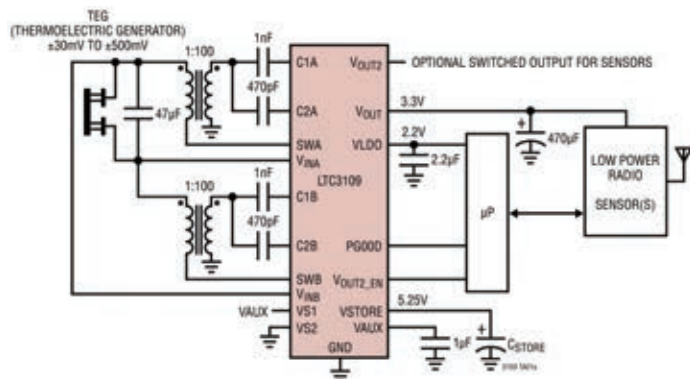 TEG
(THERMOELECTRIC GENERATOR)
±30mV TO ±500mV
1:100
1nF
470pF
47µF
1:100
1nF
470pF
C1A
C2A
SWA
VINA
LTC3109
C1B
C2B
SWB
VINB
VAUX
VS1
VS2
GND
VOUT2
OPTIONAL SWITCHED OUTPUT FOR SENSORS
VOUT
3.3V
VLDO
2.2V
2.2µF
470µF
PGOOD
VOUT2_EN
µP
LOW POWER
RADIO
SENSOR(S)
VSTORE
5.25V
VAUX
1µF
CSTORE